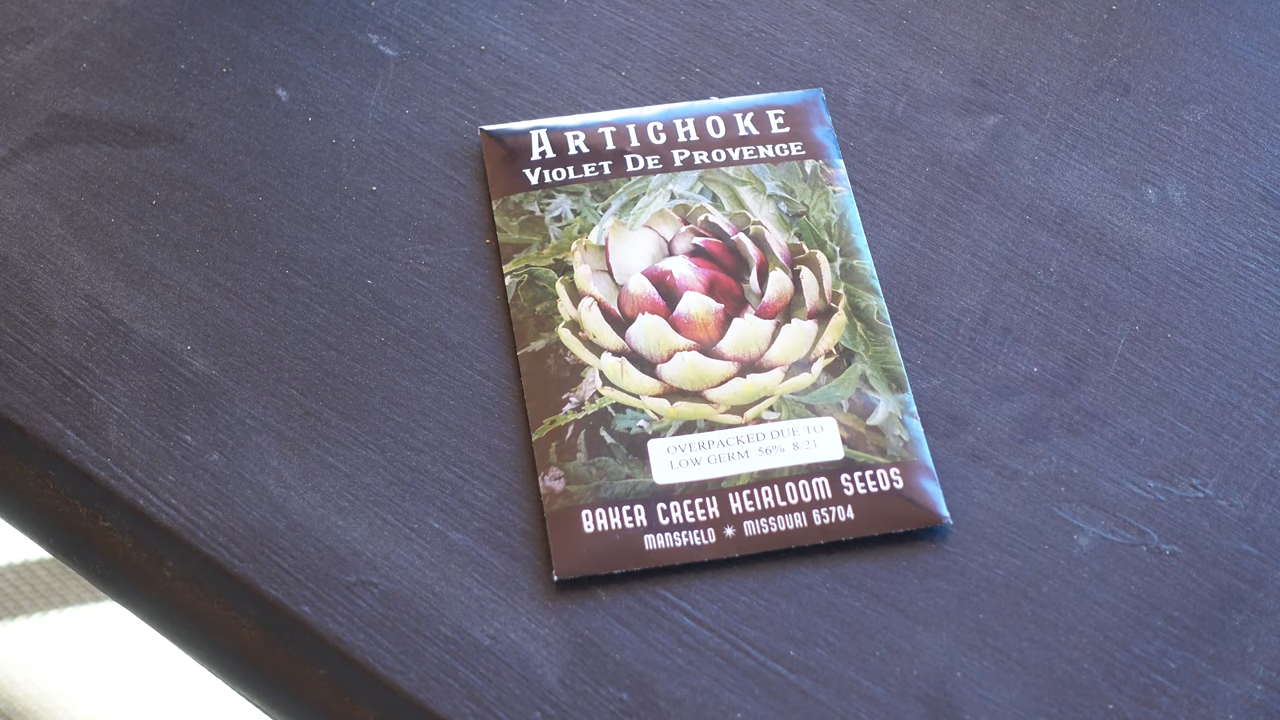 ARTICHOKE
VIOLET DE PROVENCE
OVERPACKED DUE TO
LOW GERM 56% 8/21
BAKER CREEK HEIRLOOM SEEDS
MANSFIELD ✷ MISSOURI 65704